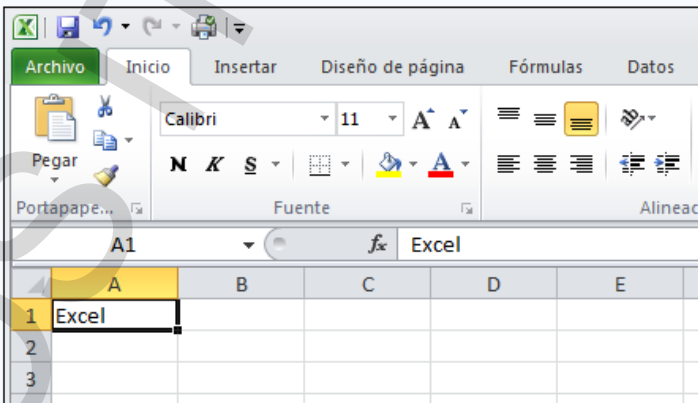 Archivo Inicio Insertar Diseño de página Fórmulas Datos
Calibri 11 A A
Pegar
N K S A
Portapape... Fuente Alineac
A1 fx Excel
A B C D E
1 Excel
2
3